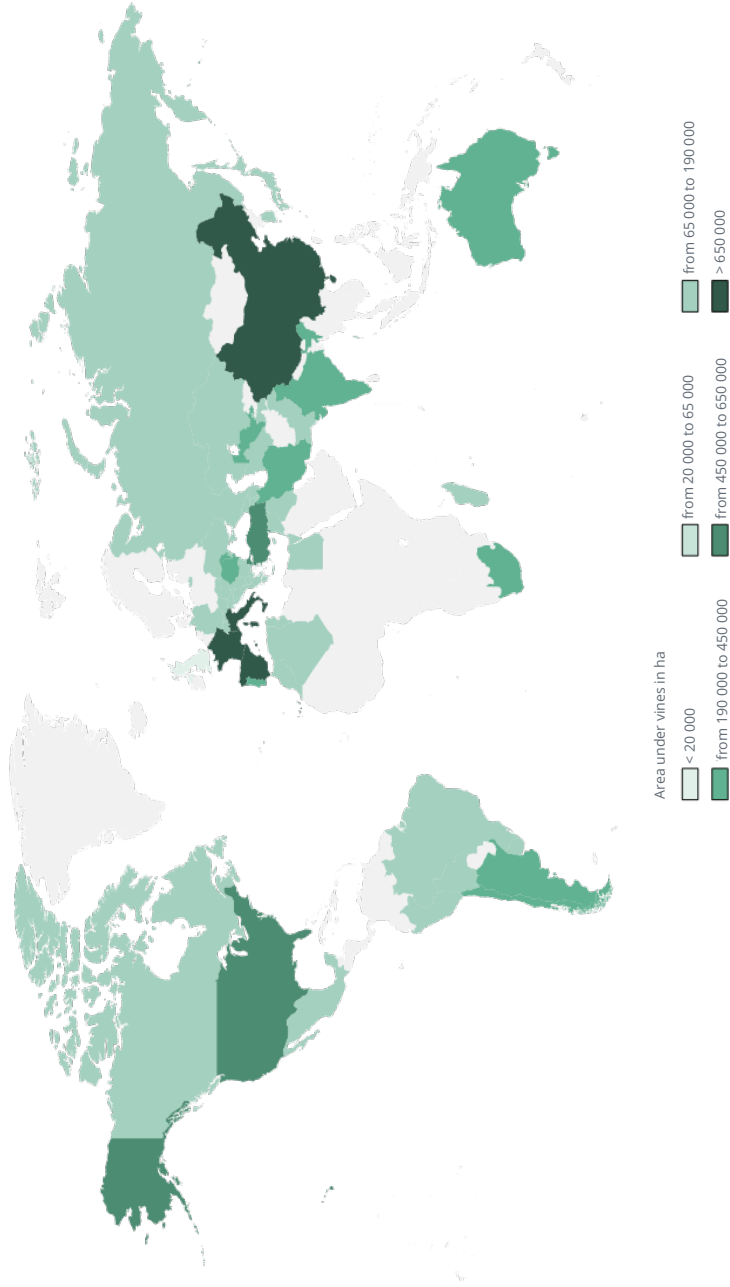 Area under vines in ha
< 20 000
from 20 000 to 65 000
from 65 000 to 190 000
from 190 000 to 450 000
from 450 000 to 650 000
> 650 000